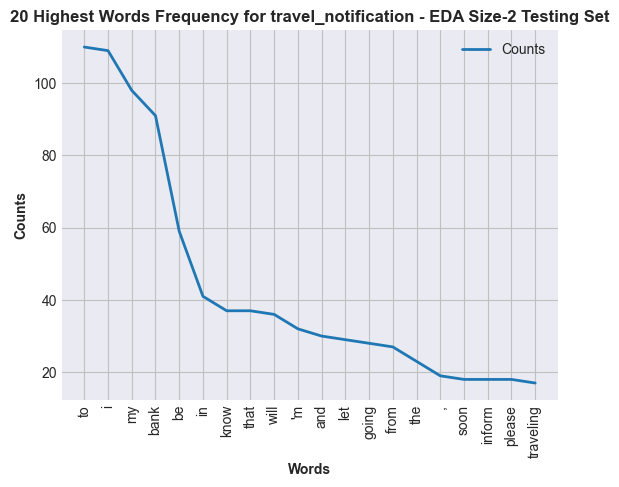 20 Highest Words Frequency for travel_notification - EDA Size-2 Testing Set
Counts
100
80
60
40
20
Counts
to
i
my
bank
be
in
know
that
will
'm
and
let
going
from
the
,
soon
inform
please
traveling
Words